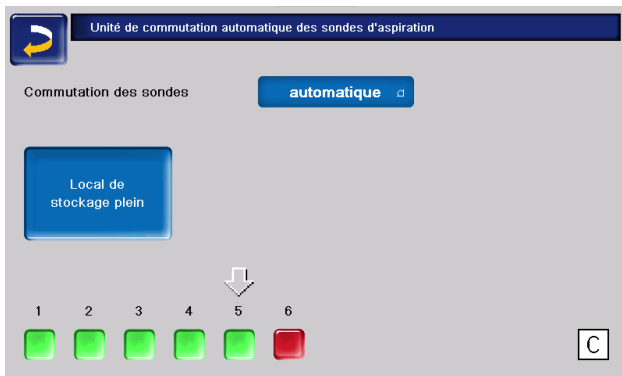 Unité de commutation automatique des sondes d'aspiration
Commutation des sondes
automatique
Local de
stockage plein
1 2 3 4 5 6
C